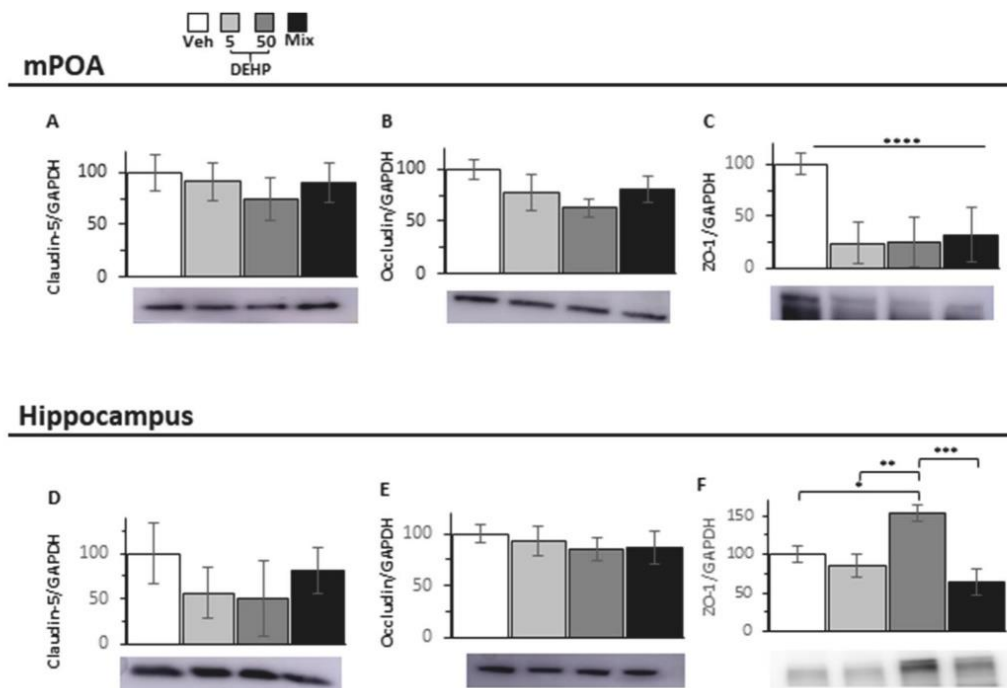 Veh 5 50 Mix
DEHP
mPOA
A
Claudin-5/GAPDH
100
50
0
B
Occludin/GAPDH
100
50
0
C
****
ZO-1/GAPDH
100
50
0
Hippocampus
D
Claudin-5/GAPDH
100
50
0
E
Occludin/GAPDH
100
50
0
F
***
**
*
ZO-1/GAPDH
150
100
50
0